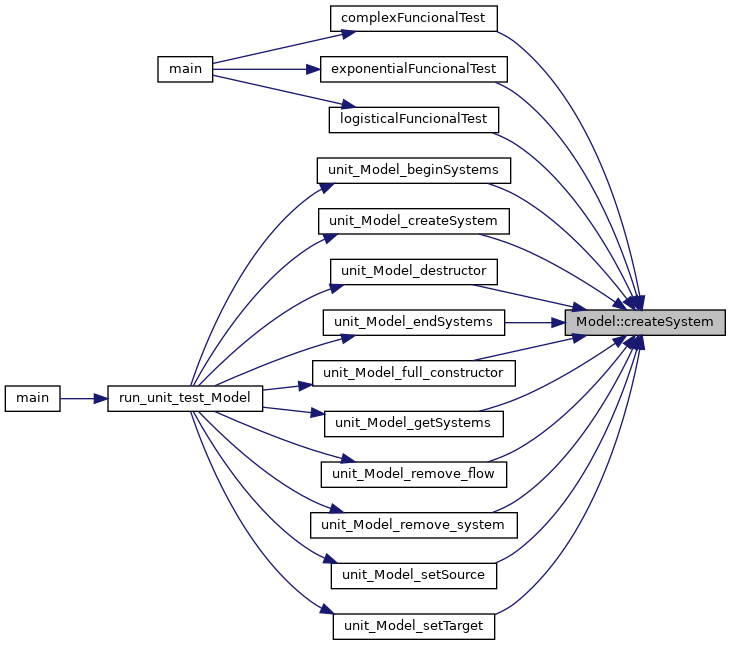 complexFuncionalTest
main
exponentialFuncionalTest
logisticalFuncionalTest
unit_Model_beginSystems
unit_Model_createSystem
unit_Model_destructor
unit_Model_endSystems
Model::createSystem
unit_Model_full_constructor
main
run_unit_test_Model
unit_Model_getSystems
unit_Model_remove_flow
unit_Model_remove_system
unit_Model_setSource
unit_Model_setTarget